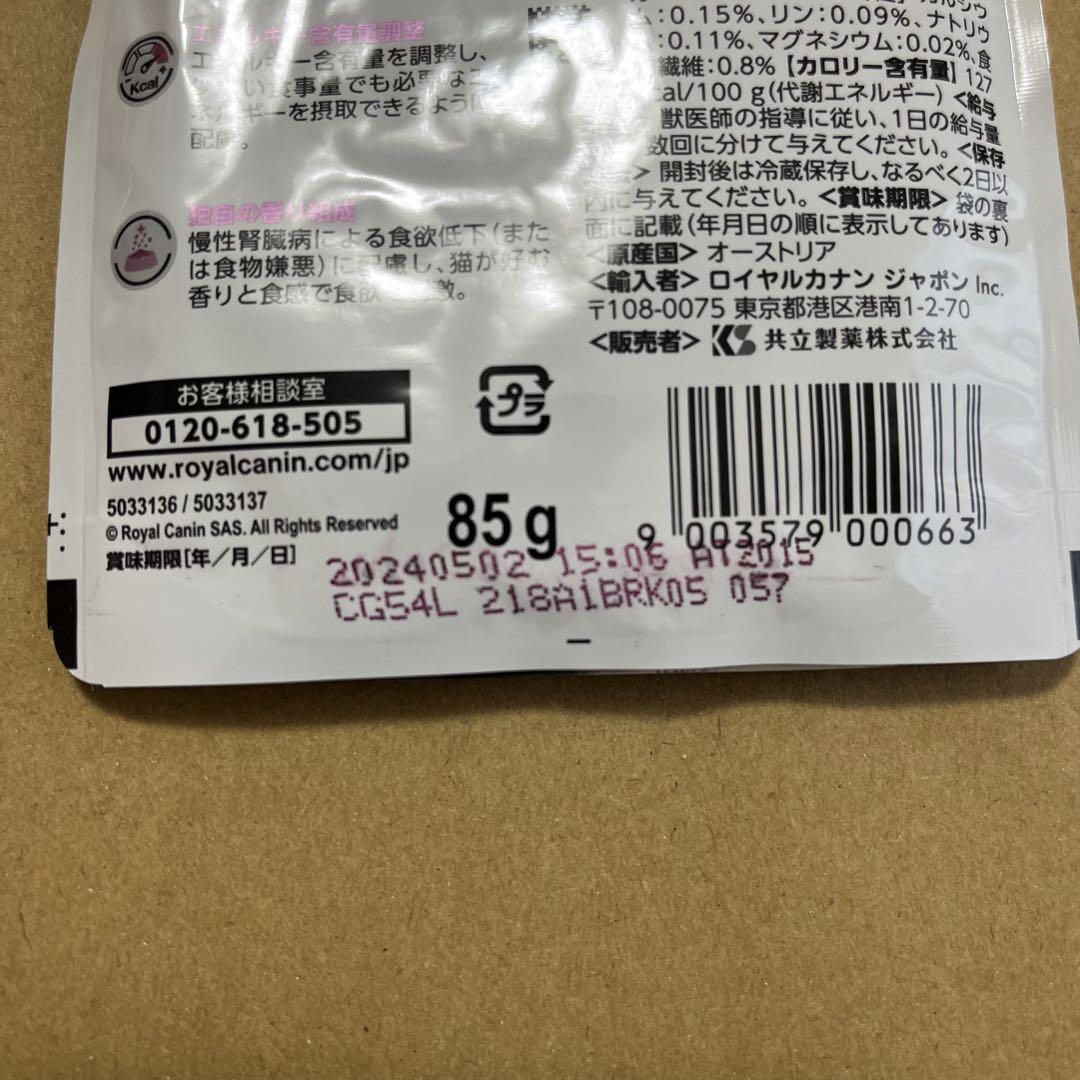 エネルギー含有量調整
エネルギー含有量を調整し、
い食事量でも必要なエ
ネルギーを摂取できるように
配慮。
Kcal
独自の香り組成
慢性腎臓病による食欲低下(また
は食物嫌悪)に配慮し、猫が好む
香りと食感で食欲 刺激。
ム:0.15%、リン:0.09%、ナトリウ
:0.11%、マグネシウム:0.02%、食
繊維:0.8%【カロリー含有量】127
cal/100 g(代謝エネルギー)<給与
獣医師の指導に従い、1日の給与量
数回に分けて与えてください。<保存
> 開封後は冷蔵保存し、なるべく2日以
内に与えてください。<賞味期限> 袋の裏
面に記載(年月日の順に表示してあります)
<原産国> オーストリア
<輸入者> ロイヤルカナン ジャポン Inc.
〒108-0075 東京都港区港南1-2-70
<販売者> KS 共立製薬株式会社
お客様相談室
0120-618-505
www.royalcanin.com/jp
プラ
5033136 / 5033137
© Royal Canin SAS. All Rights Reserved
賞味期限[年/月/日]
85g
9 003579 000663
20240502 15:06 AT2015
CG54L 218A1BRK05 057